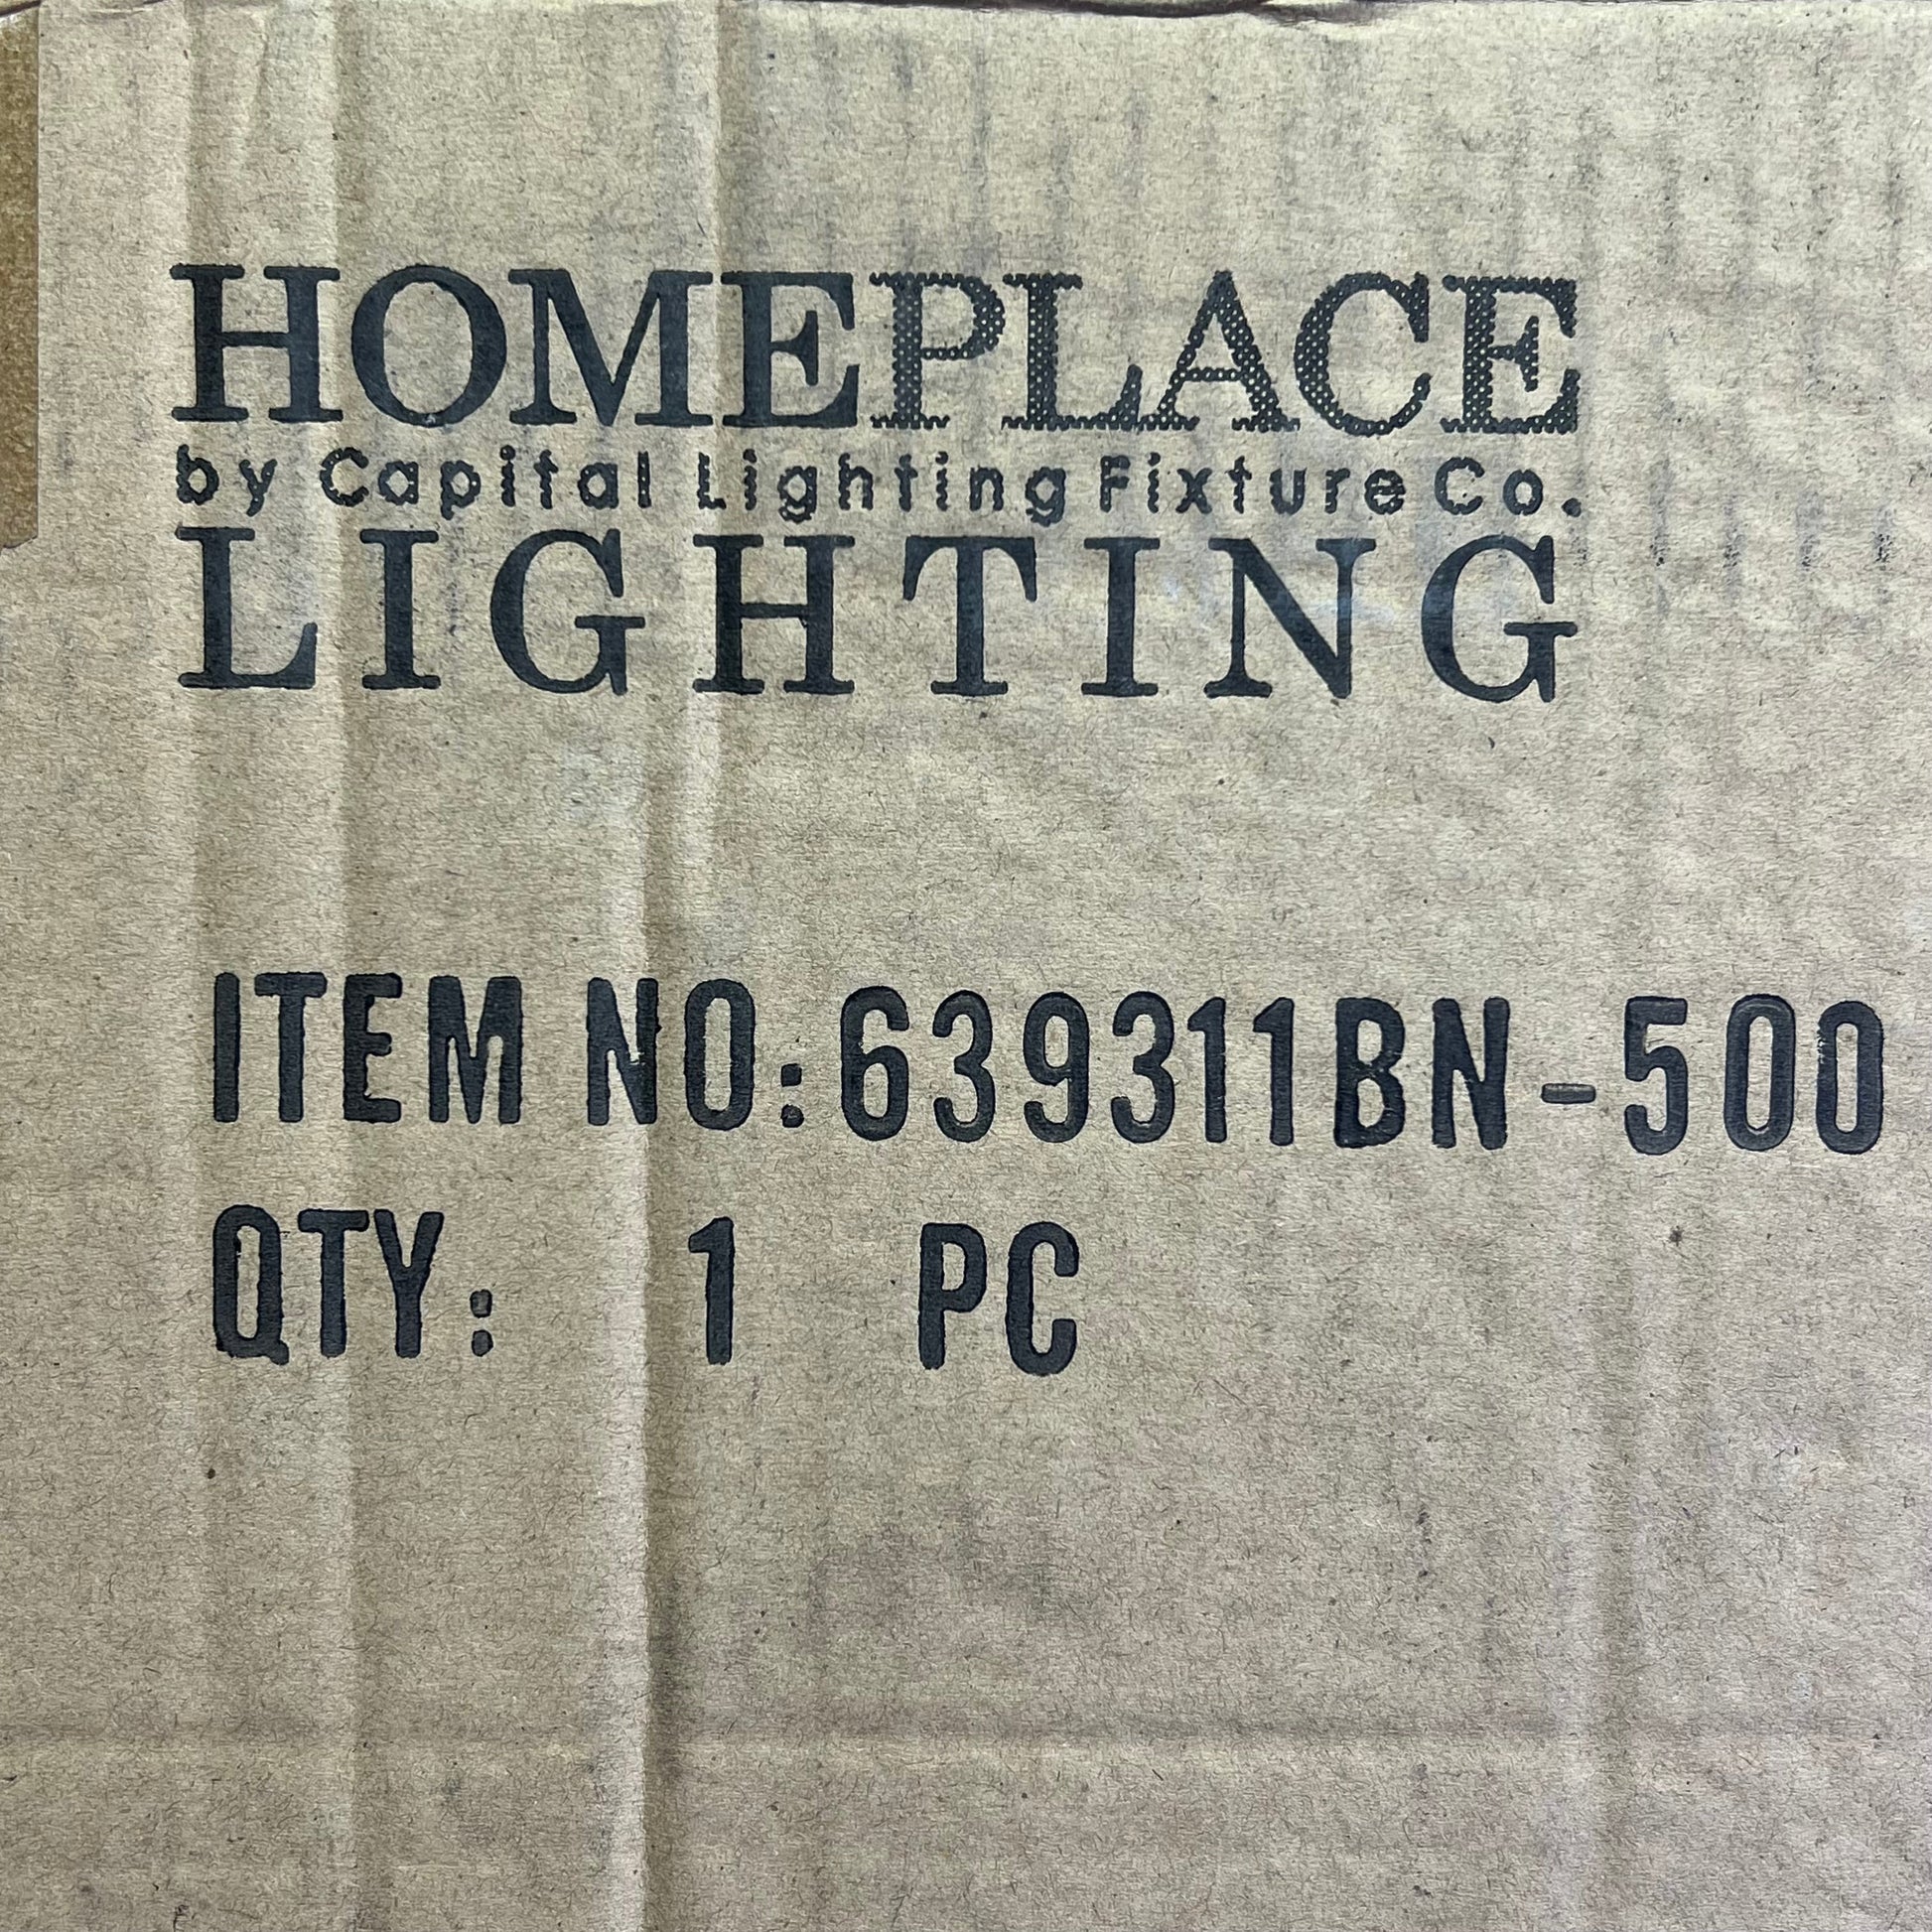 HOMEPLACE
by Capital Lighting Fixture Co.
LIGHTING
ITEM NO:639311BN-500
QTY: 1 PC